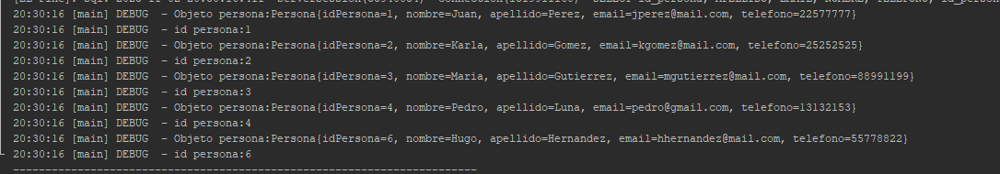 20:30:16 [main] DEBUG  - Objeto persona:Persona{idPersona=1, nombre=Juan, apellido=Perez, email=jperez@mail.com, telefono=22577777}
20:30:16 [main] DEBUG  - id persona:1
20:30:16 [main] DEBUG  - Objeto persona:Persona{idPersona=2, nombre=Karla, apellido=Gomez, email=kgomez@mail.com, telefono=25252525}
20:30:16 [main] DEBUG  - id persona:2
20:30:16 [main] DEBUG  - Objeto persona:Persona{idPersona=3, nombre=Maria, apellido=Gutierrez, email=mgutierrez@mail.com, telefono=88991199}
20:30:16 [main] DEBUG  - id persona:3
20:30:16 [main] DEBUG  - Objeto persona:Persona{idPersona=4, nombre=Pedro, apellido=Luna, email=pedro@gmail.com, telefono=13132153}
20:30:16 [main] DEBUG  - id persona:4
20:30:16 [main] DEBUG  - Objeto persona:Persona{idPersona=6, nombre=Hugo, apellido=Hernandez, email=hhernandez@mail.com, telefono=55778822}
20:30:16 [main] DEBUG  - id persona:6
------------------------------------------------------------------------